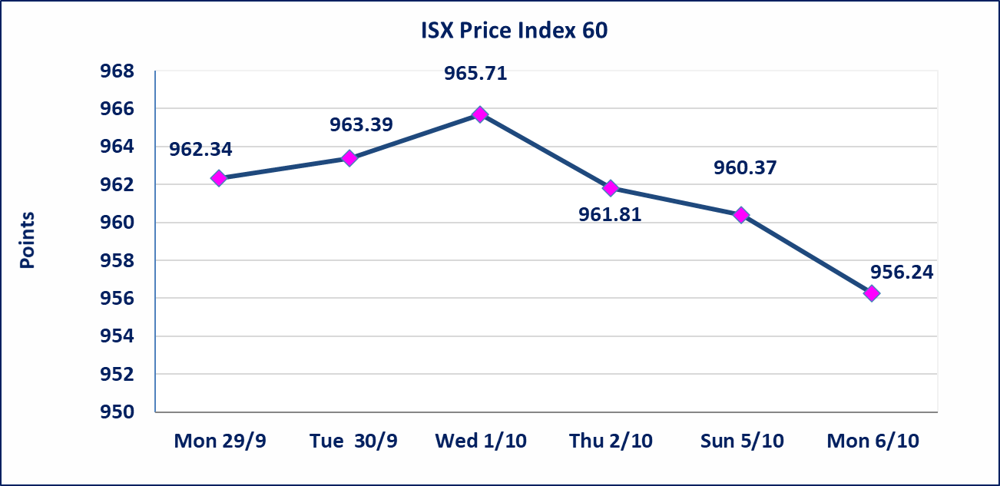 ISX Price Index 60
Points
968
966
964
962
960
958
956
954
952
950
962.34
963.39
965.71
961.81
960.37
956.24
Mon 29/9
Tue  30/9
Wed 1/10
Thu 2/10
Sun 5/10
Mon 6/10